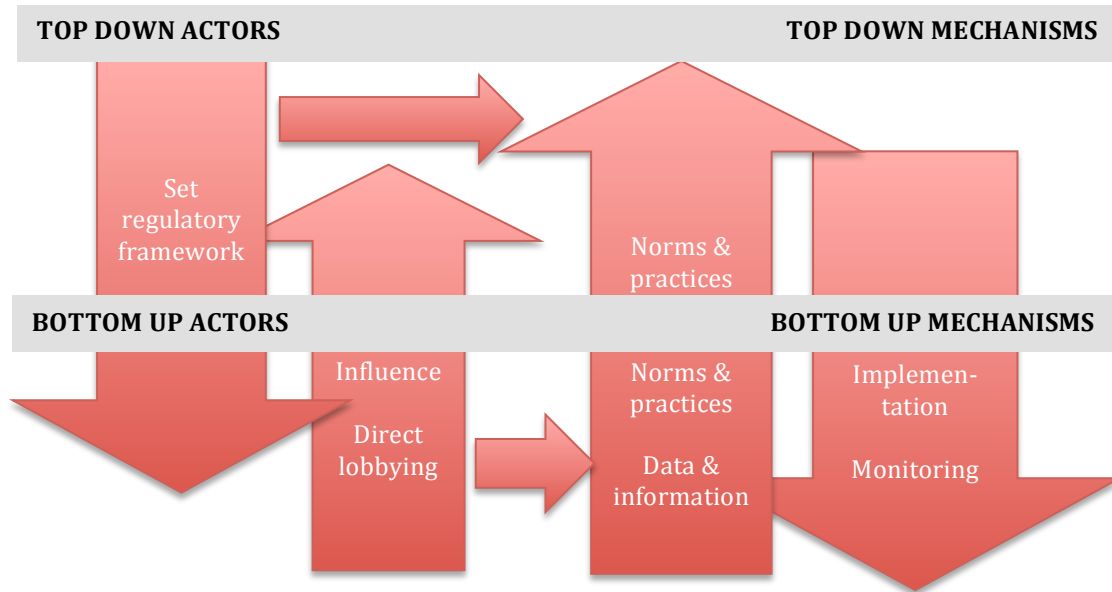 TOP DOWN ACTORS
TOP DOWN MECHANISMS
Set
regulatory
framework
Norms &
practices
BOTTOM UP ACTORS
BOTTOM UP MECHANISMS
Influence
Direct
lobbying
Norms &
practices
Data &
information
Implemen-
tation
Monitoring